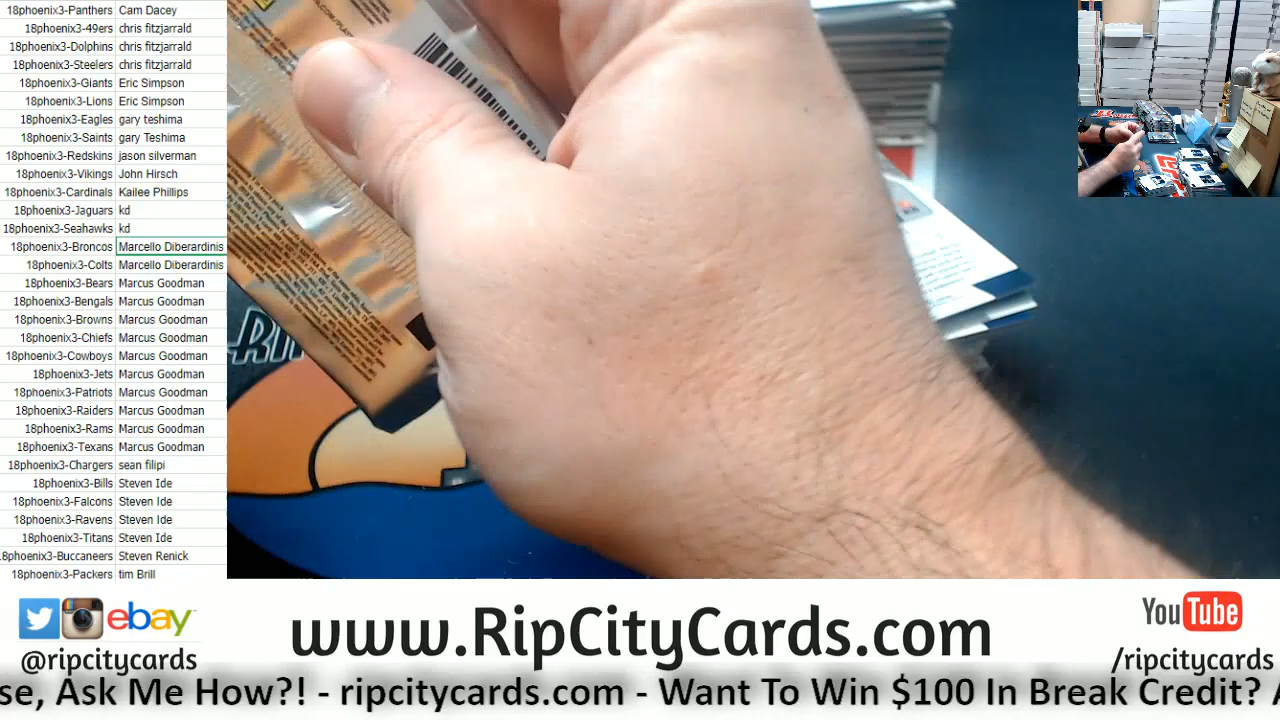 18phoenix3-Panthers Cam Dacey
18phoenix3-49ers chris fitzjarrald
18phoenix3-Dolphins chris fitzjarrald
18phoenix3-Steelers chris fitzjarrald
18phoenix3-Giants Eric Simpson
18phoenix3-Lions Eric Simpson
18phoenix3-Eagles gary teshima
18phoenix3-Saints gary Teshima
18phoenix3-Redskins jason silverman
18phoenix3-Vikings John Hirsch
18phoenix3-Cardinals Kailee Phillips
18phoenix3-Jaguars kd
18phoenix3-Seahawks kd
18phoenix3-Broncos Marcello Diberardinis
18phoenix3-Colts Marcello Diberardinis
18phoenix3-Bears Marcus Goodman
18phoenix3-Bengals Marcus Goodman
18phoenix3-Browns Marcus Goodman
18phoenix3-Chiefs Marcus Goodman
18phoenix3-Cowboys Marcus Goodman
18phoenix3-Jets Marcus Goodman
18phoenix3-Patriots Marcus Goodman
18phoenix3-Raiders Marcus Goodman
18phoenix3-Rams Marcus Goodman
18phoenix3-Texans Marcus Goodman
18phoenix3-Chargers sean filipi
18phoenix3-Bills Steven Ide
18phoenix3-Falcons Steven Ide
18phoenix3-Ravens Steven Ide
18phoenix3-Titans Steven Ide
18phoenix3-Buccaneers Steven Renick
18phoenix3-Packers tim Brill
RIP
ebay
@ripcitycards
www.RipCityCards.com
YouTube
/ripcitycards
se, Ask Me How?! - ripcitycards.com - Want To Win $100 In Break Credit? A